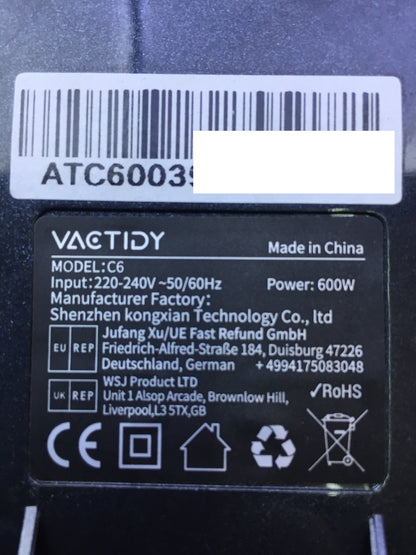 ATC6003
VACTIDY
Made in China
MODEL:C6
Input:220-240V ~50/60Hz Power: 600W
Manufacturer Factory:
Shenzhen kongxian Technology Co., ltd
EU REP
Jufang Xu/UE Fast Refund GmbH
Friedrich-Alfred-Straße 184, Duisburg 47226
Deutschland, German +4994175083048
UK REP
WSJ Product LTD
Unit 1 Alsop Arcade, Brownlow Hill,
Liverpool,L3 5TX,GB
✓RoHS
CE